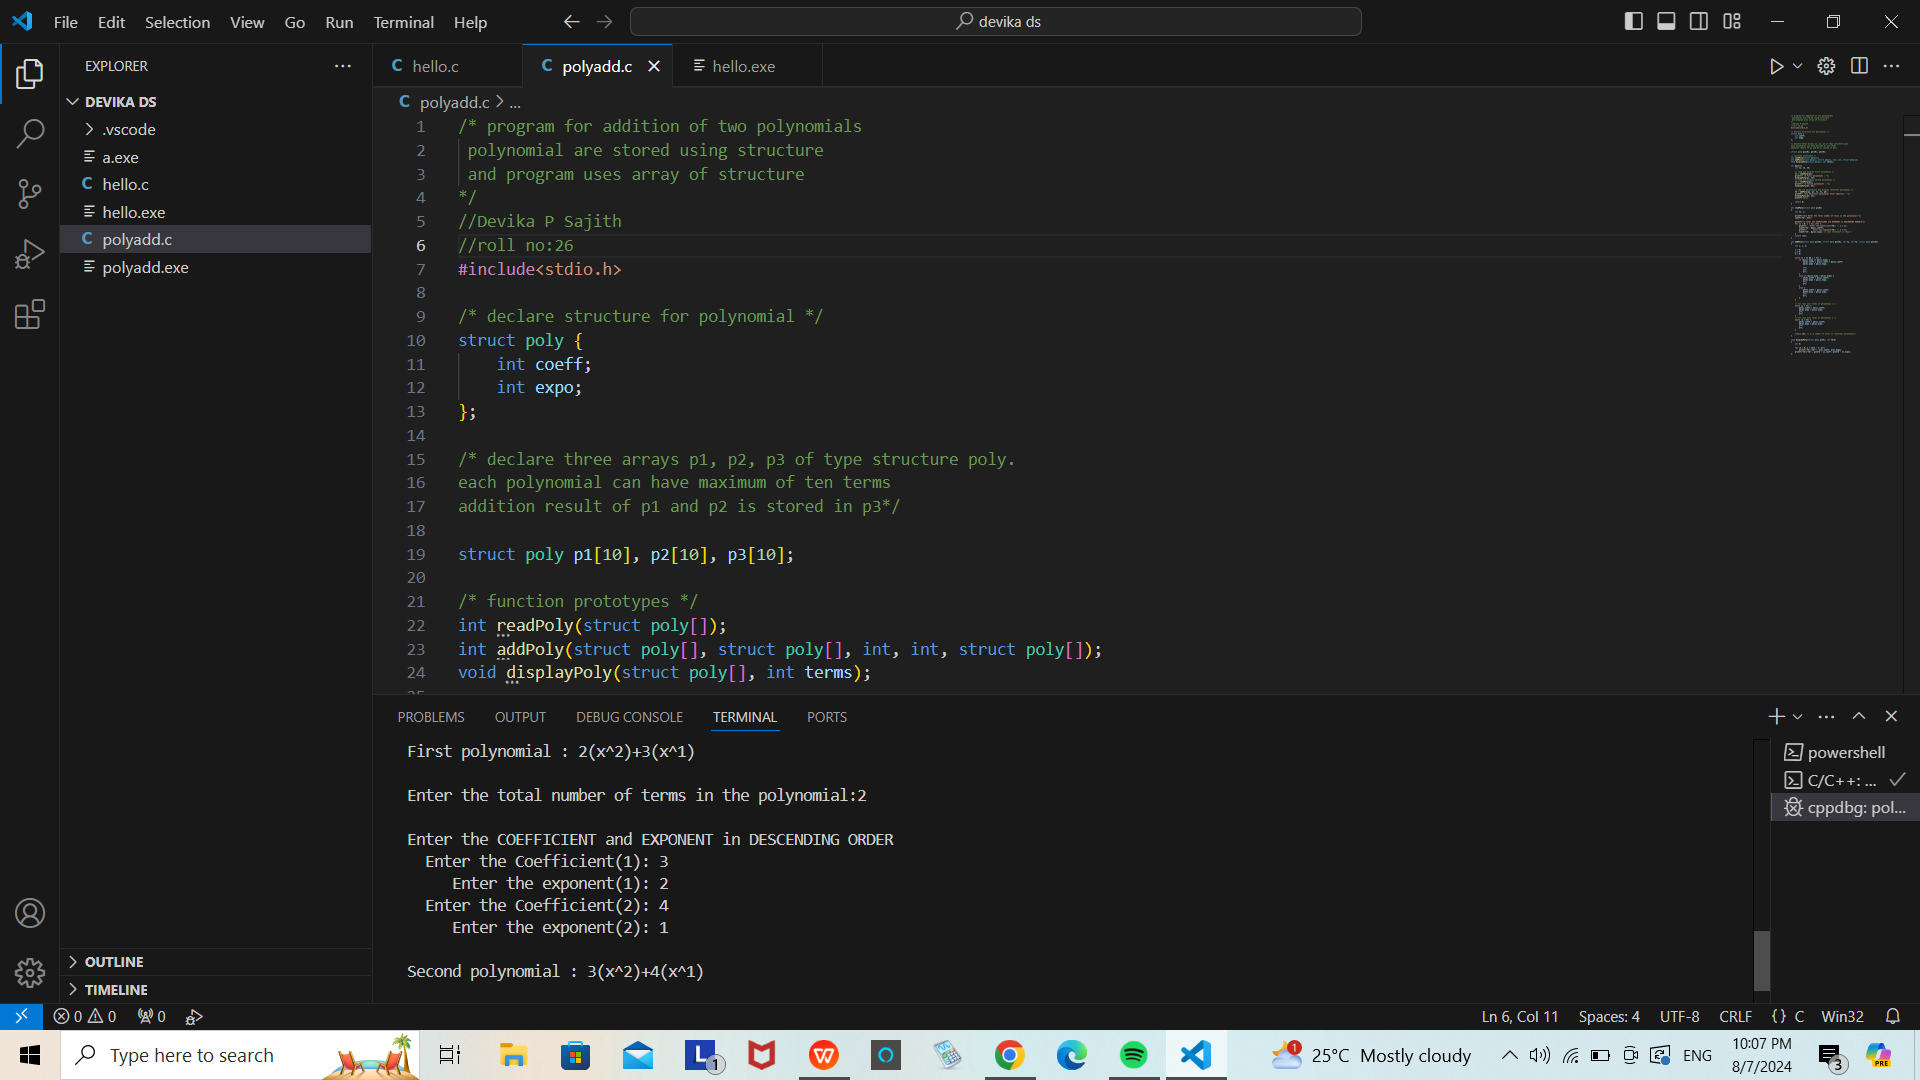 File Edit Selection View Go Run Terminal Help
devika ds
EXPLORER
DEVIKA DS
.vscode
a.exe
hello.c
hello.exe
polyadd.c
polyadd.exe
OUTLINE
TIMELINE
C hello.c
C polyadd.c
hello.exe
C polyadd.c > ...
1 /* program for addition of two polynomials
2 polynomial are stored using structure
3 and program uses array of structure
4 */
5 //Devika P Sajith
6 //roll no:26
7 #include<stdio.h>
8
9 /* declare structure for polynomial */
10 struct poly {
11 int coeff;
12 int expo;
13 };
14
15 /* declare three arrays p1, p2, p3 of type structure poly.
16 each polynomial can have maximum of ten terms
17 addition result of p1 and p2 is stored in p3*/
18
19 struct poly p1[10], p2[10], p3[10];
20
21 /* function prototypes */
22 int readPoly(struct poly[]);
23 int addPoly(struct poly[], struct poly[], int, int, struct poly[]);
24 void displayPoly(struct poly[], int terms);
PROBLEMS OUTPUT DEBUG CONSOLE TERMINAL PORTS
First polynomial : 2(x^2)+3(x^1)
Enter the total number of terms in the polynomial:2
Enter the COEFFICIENT and EXPONENT in DESCENDING ORDER
Enter the Coefficient(1): 3
Enter the exponent(1): 2
Enter the Coefficient(2): 4
Enter the exponent(2): 1
Second polynomial : 3(x^2)+4(x^1)
powershell
C/C++: ...
cppdbg: pol...
0 0 0
Ln 6, Col 11 Spaces: 4 UTF-8 CRLF {} C Win32
Type here to search
L 1
W
1
25°C Mostly cloudy
ENG
10:07 PM
8/7/2024
3
PRE